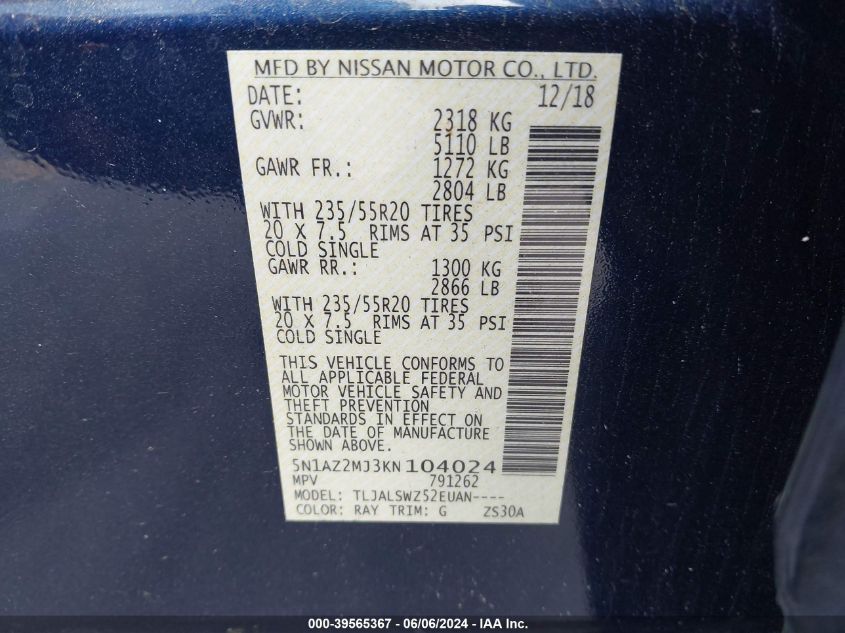 MFD BY NISSAN MOTOR CO., LTD.
DATE: 12/18
GVWR: 2318 KG
5110 LB
GAWR FR.: 1272 KG
2804 LB
WITH 235/55R20 TIRES
20 X 7.5 RIMS AT 35 PSI
COLD SINGLE
GAWR RR.: 1300 KG
2866 LB
WITH 235/55R20 TIRES
20 X 7.5 RIMS AT 35 PSI
COLD SINGLE
THIS VEHICLE CONFORMS TO
ALL APPLICABLE FEDERAL
MOTOR VEHICLE SAFETY AND
THEFT PREVENTION
STANDARDS IN EFFECT ON
THE DATE OF MANUFACTURE
SHOWN ABOVE.
5N1AZ2MJ3KN104024
MPV 791262
MODEL: TLJALSWZ52EUAN----
COLOR: RAY TRIM: G ZS30A
000-39565367 - 06/06/2024 - IAA Inc.